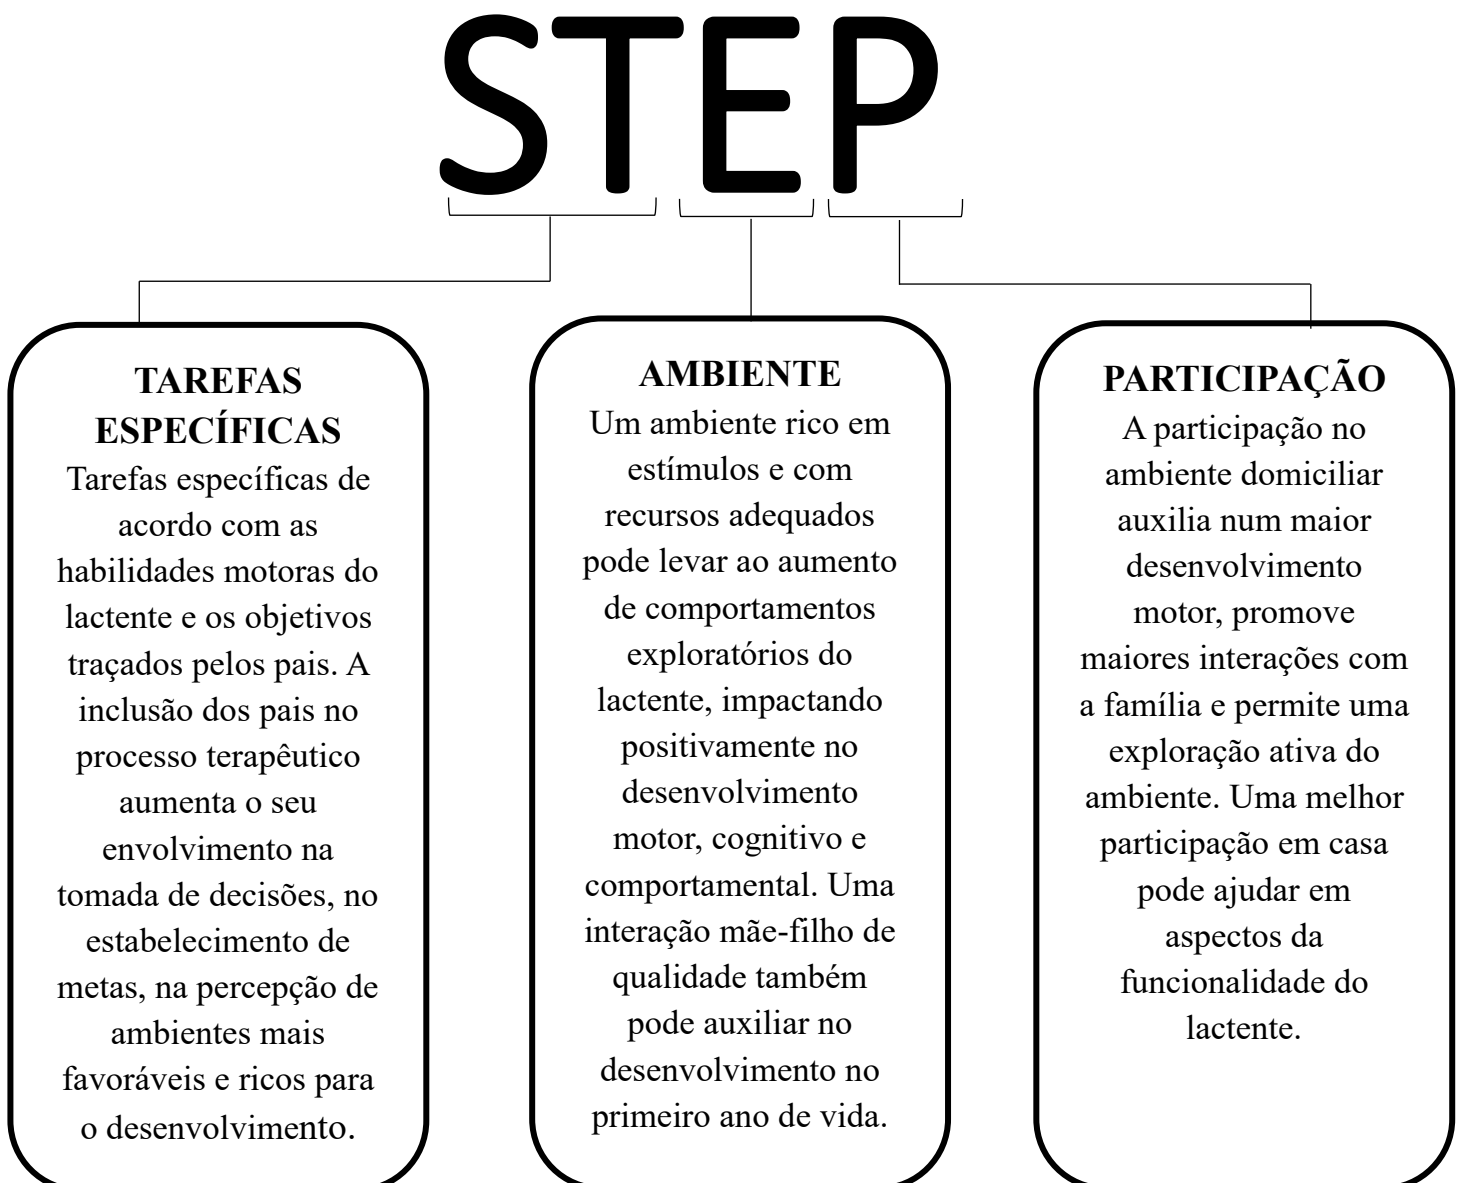 STEP
TAREFAS
ESPECÍFICAS
Tarefas específicas de
acordo com as
habilidades motoras do
lactente e os objetivos
traçados pelos pais. A
inclusão dos pais no
processo terapêutico
aumenta o seu
envolvimento na
tomada de decisões, no
estabelecimento de
metas, na percepção de
ambientes mais
favoráveis e ricos para
o desenvolvimento.
AMBIENTE
Um ambiente rico em
estímulos e com
recursos adequados
pode levar ao aumento
de comportamentos
exploratórios do
lactente, impactando
positivamente no
desenvolvimento
motor, cognitivo e
comportamental. Uma
interação mãe-filho de
qualidade também
pode auxiliar no
desenvolvimento no
primeiro ano de vida.
PARTICIPAÇÃO
A participação no
ambiente domiciliar
auxilia num maior
desenvolvimento
motor, promove
maiores interações com
a família e permite uma
exploração ativa do
ambiente. Uma melhor
participação em casa
pode ajudar em
aspectos da
funcionalidade do
lactente.